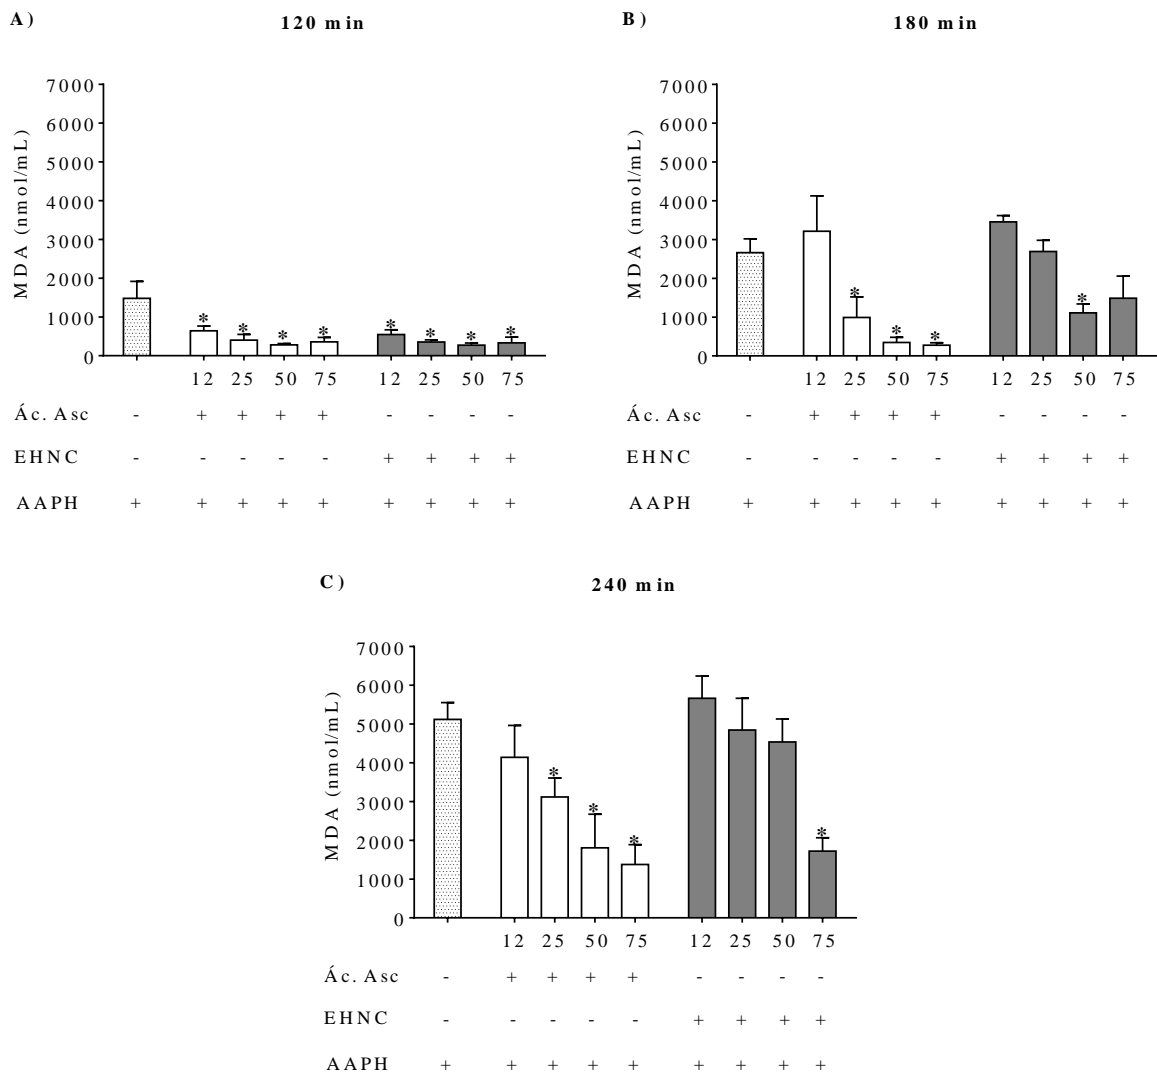 A)
120 min
MDA (nmol/mL)
7000
6000
5000
4000
3000
2000
1000
0
* * * * * * * *
12 25 50 75 12 25 50 75
Ác. Asc - + + + + - - - -
EHNC - - - - - + + + +
AAPH + + + + + + + + +
B)
180 min
MDA (nmol/mL)
7000
6000
5000
4000
3000
2000
1000
0
* * * *
12 25 50 75 12 25 50 75
Ác. Asc - + + + + - - - -
EHNC - - - - - + + + +
AAPH + + + + + + + + +
C)
240 min
MDA (nmol/mL)
7000
6000
5000
4000
3000
2000
1000
0
* * * *
12 25 50 75 12 25 50 75
Ác. Asc - + + + + - - - -
EHNC - - - - - + + + +
AAPH + + + + + + + + +